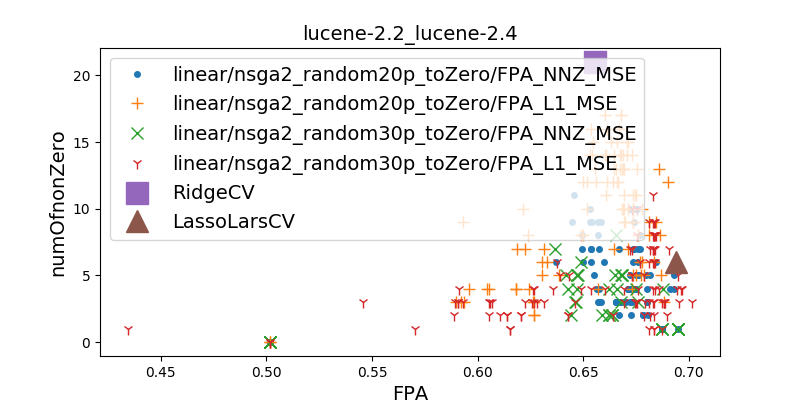 lucene-2.2_lucene-2.4
linear/nsga2_random20p_toZero/FPA_NNZ_MSE
linear/nsga2_random20p_toZero/FPA_L1_MSE
linear/nsga2_random30p_toZero/FPA_NNZ_MSE
linear/nsga2_random30p_toZero/FPA_L1_MSE
RidgeCV
LassoLarsCV
numOfnonZero
20
15
10
5
0
0.45 0.50 0.55 0.60 0.65 0.70
FPA